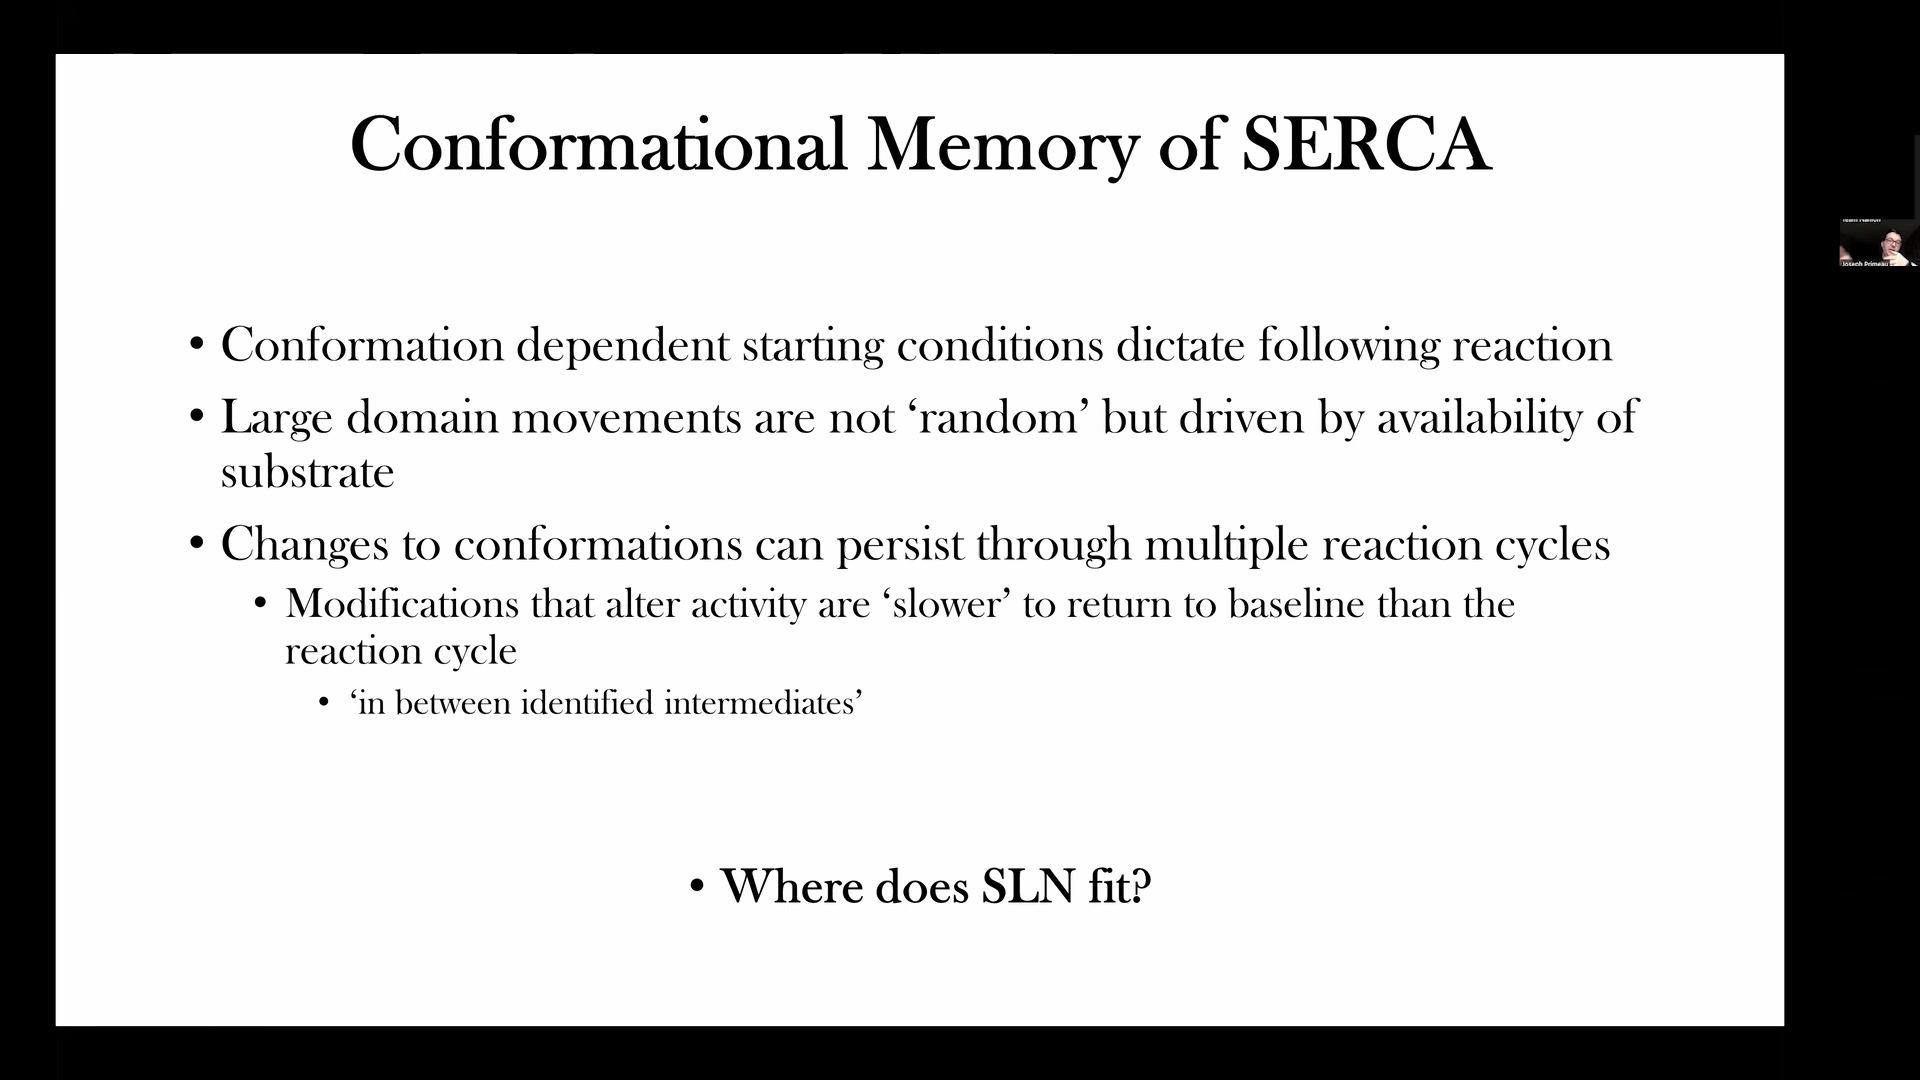 Conformational Memory of SERCA
• Conformation dependent starting conditions dictate following reaction
• Large domain movements are not ‘random’ but driven by availability of
substrate
• Changes to conformations can persist through multiple reaction cycles
• Modifications that alter activity are ‘slower’ to return to baseline than the
reaction cycle
• ‘in between identified intermediates’
• Where does SLN fit?
Joseph Primeau